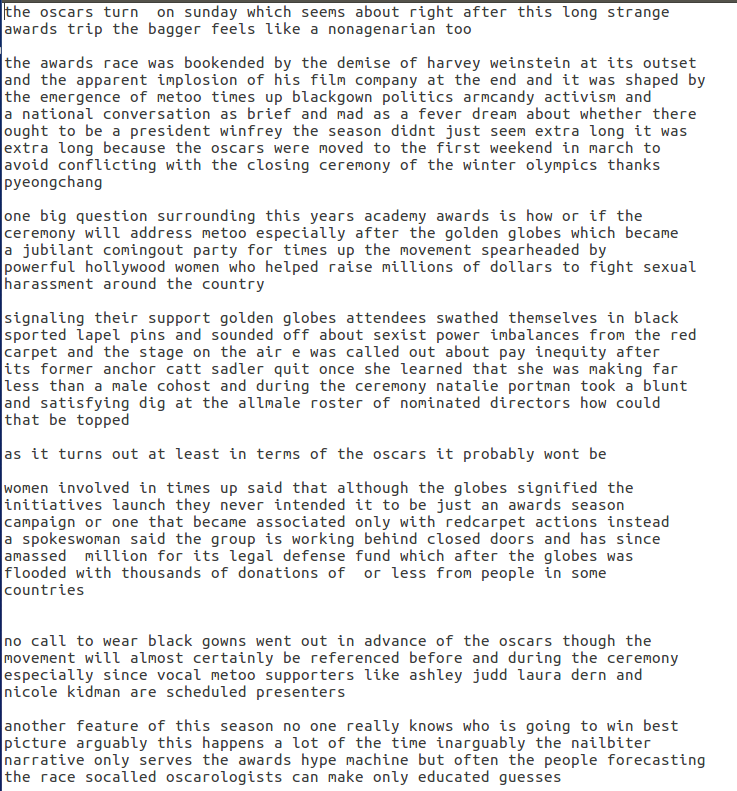 the oscars turn  on sunday which seems about right after this long strange
awards trip the bagger feels like a nonagenarian too

the awards race was bookended by the demise of harvey weinstein at its outset
and the apparent implosion of his film company at the end and it was shaped by
the emergence of metoo times up blackgown politics armcandy activism and
a national conversation as brief and mad as a fever dream about whether there
ought to be a president winfrey the season didnt just seem extra long it was
extra long because the oscars were moved to the first weekend in march to
avoid conflicting with the closing ceremony of the winter olympics thanks
pyeongchang

one big question surrounding this years academy awards is how or if the
ceremony will address metoo especially after the golden globes which became
a jubilant comingout party for times up the movement spearheaded by
powerful hollywood women who helped raise millions of dollars to fight sexual
harassment around the country

signaling their support golden globes attendees swathed themselves in black
sported lapel pins and sounded off about sexist power imbalances from the red
carpet and the stage on the air e was called out about pay inequity after
its former anchor catt sadler quit once she learned that she was making far
less than a male cohost and during the ceremony natalie portman took a blunt
and satisfying dig at the allmale roster of nominated directors how could
that be topped

as it turns out at least in terms of the oscars it probably wont be

women involved in times up said that although the globes signified the
initiatives launch they never intended it to be just an awards season
campaign or one that became associated only with redcarpet actions instead
a spokeswoman said the group is working behind closed doors and has since
amassed  million for its legal defense fund which after the globes was
flooded with thousands of donations of  or less from people in some
countries

no call to wear black gowns went out in advance of the oscars though the
movement will almost certainly be referenced before and during the ceremony
especially since vocal metoo supporters like ashley judd laura dern and
nicole kidman are scheduled presenters

another feature of this season no one really knows who is going to win best
picture arguably this happens a lot of the time inarguably the nailbiter
narrative only serves the awards hype machine but often the people forecasting
the race socalled oscarologists can make only educated guesses